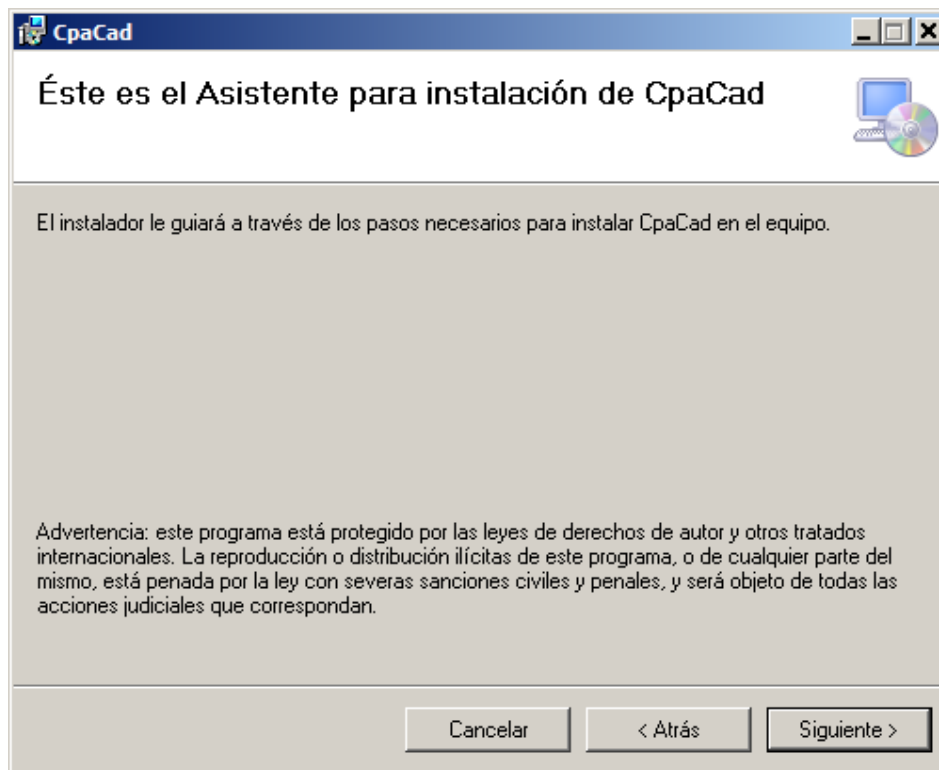 CpaCad
Éste es el Asistente para instalación de CpaCad
El instalador le guiará a través de los pasos necesarios para instalar CpaCad en el equipo.
Advertencia: este programa está protegido por las leyes de derechos de autor y otros tratados
internacionales. La reproducción o distribución ilícitas de este programa, o de cualquier parte del
mismo, está penada por la ley con severas sanciones civiles y penales, y será objeto de todas las
acciones judiciales que correspondan.
Cancelar
< Atrás
Siguiente >